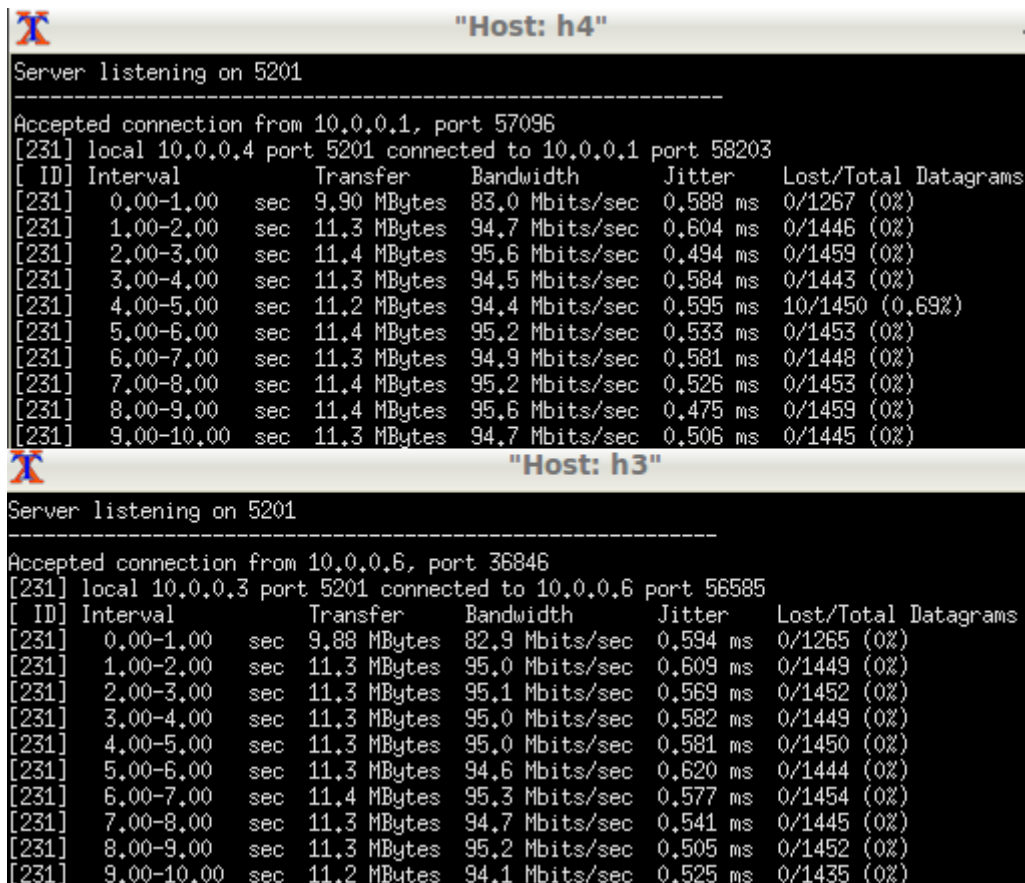 "Host: h4"
Server listening on 5201
-----------------------------------------------------------
Accepted connection from 10.0.0.1, port 57096
[231] local 10.0.0.4 port 5201 connected to 10.0.0.1 port 58203
[ ID] Interval Transfer Bandwidth Jitter Lost/Total Datagrams
[231] 0.00-1.00 sec 9.90 MBytes 83.0 Mbits/sec 0.588 ms 0/1267 (0%)
[231] 1.00-2.00 sec 11.3 MBytes 94.7 Mbits/sec 0.604 ms 0/1446 (0%)
[231] 2.00-3.00 sec 11.4 MBytes 95.6 Mbits/sec 0.494 ms 0/1459 (0%)
[231] 3.00-4.00 sec 11.3 MBytes 94.5 Mbits/sec 0.584 ms 0/1443 (0%)
[231] 4.00-5.00 sec 11.2 MBytes 94.4 Mbits/sec 0.595 ms 10/1450 (0.69%)
[231] 5.00-6.00 sec 11.4 MBytes 95.2 Mbits/sec 0.533 ms 0/1453 (0%)
[231] 6.00-7.00 sec 11.3 MBytes 94.9 Mbits/sec 0.581 ms 0/1448 (0%)
[231] 7.00-8.00 sec 11.4 MBytes 95.2 Mbits/sec 0.526 ms 0/1453 (0%)
[231] 8.00-9.00 sec 11.4 MBytes 95.6 Mbits/sec 0.475 ms 0/1459 (0%)
[231] 9.00-10.00 sec 11.3 MBytes 94.7 Mbits/sec 0.506 ms 0/1445 (0%)
"Host: h3"
Server listening on 5201
-----------------------------------------------------------
Accepted connection from 10.0.0.6, port 36846
[231] local 10.0.0.3 port 5201 connected to 10.0.0.6 port 56585
[ ID] Interval Transfer Bandwidth Jitter Lost/Total Datagrams
[231] 0.00-1.00 sec 9.88 MBytes 82.9 Mbits/sec 0.594 ms 0/1265 (0%)
[231] 1.00-2.00 sec 11.3 MBytes 95.0 Mbits/sec 0.609 ms 0/1449 (0%)
[231] 2.00-3.00 sec 11.3 MBytes 95.1 Mbits/sec 0.569 ms 0/1452 (0%)
[231] 3.00-4.00 sec 11.3 MBytes 95.0 Mbits/sec 0.582 ms 0/1449 (0%)
[231] 4.00-5.00 sec 11.3 MBytes 95.0 Mbits/sec 0.581 ms 0/1450 (0%)
[231] 5.00-6.00 sec 11.3 MBytes 94.6 Mbits/sec 0.620 ms 0/1444 (0%)
[231] 6.00-7.00 sec 11.4 MBytes 95.3 Mbits/sec 0.577 ms 0/1454 (0%)
[231] 7.00-8.00 sec 11.3 MBytes 94.7 Mbits/sec 0.541 ms 0/1445 (0%)
[231] 8.00-9.00 sec 11.3 MBytes 95.2 Mbits/sec 0.505 ms 0/1452 (0%)
[231] 9.00-10.00 sec 11.2 MBytes 94.1 Mbits/sec 0.525 ms 0/1435 (0%)